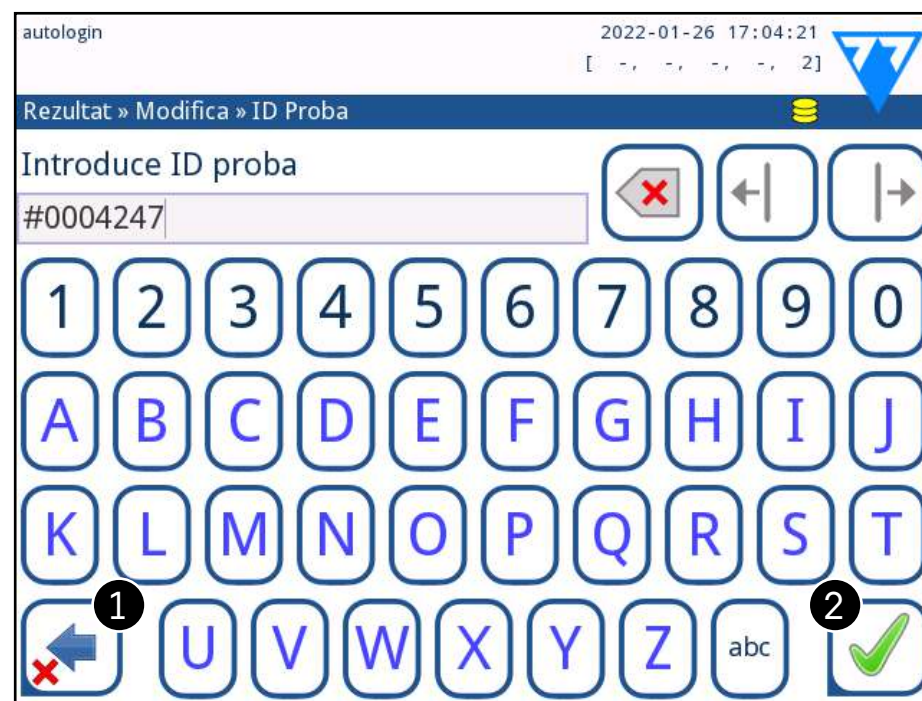 autologin
2022-01-26 17:04:21
[ -, -, -, -, 2]
Rezultat » Modifica » ID Proba
Introduce ID proba
#0004247
1 2 3 4 5 6 7 8 9 0
A B C D E F G H I J
K L M N O P Q R S T
1 U V W X Y Z abc 2